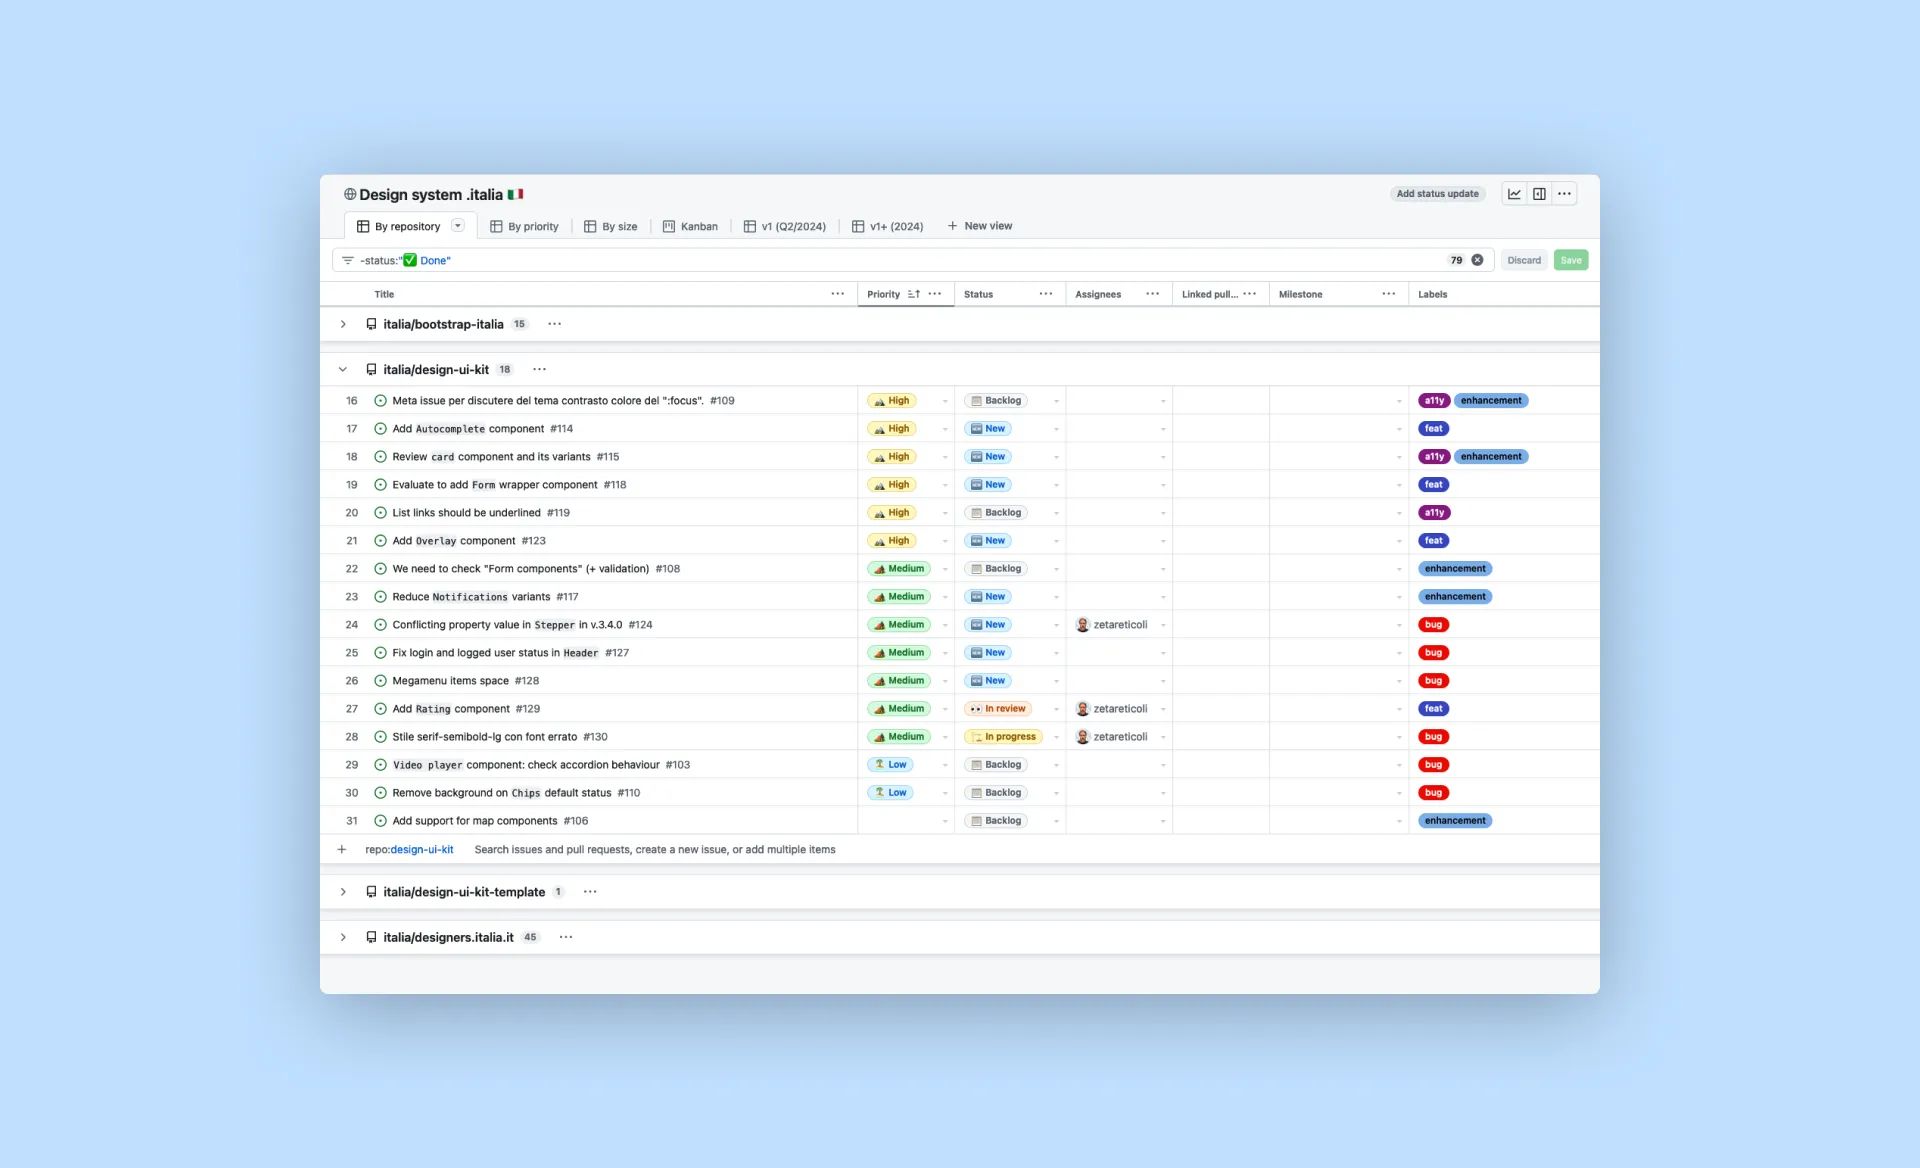 Design system .italia 🇮🇹 Add status update
By repository By priority By size Kanban v1 (Q2/2024) v1+ (2024) New view
-status:"✅ Done" 79 Discard Save
Title Priority Status Assignees Linked pull... Milestone Labels
italia/bootstrap-italia 15
italia/design-ui-kit 18
16 Meta issue per discutere del tema contrasto colore del ":focus". #109 High Backlog a11y enhancement
17 Add Autocomplete component #114 High New feat
18 Review card component and its variants #115 High New a11y enhancement
19 Evaluate to add Form wrapper component #118 High New feat
20 List links should be underlined #119 High Backlog a11y
21 Add Overlay component #123 High New feat
22 We need to check "Form components" (+ validation) #108 Medium Backlog enhancement
23 Reduce Notifications variants #117 Medium New enhancement
24 Conflicting property value in Stepper in v.3.4.0 #124 Medium New zetareticoli bug
25 Fix login and logged user status in Header #127 Medium New bug
26 Megamenu items space #128 Medium New bug
27 Add Rating component #129 Medium In review zetareticoli feat
28 Stile serif-semibold-lg con font errato #130 Medium In progress zetareticoli bug
29 Video player component: check accordion behaviour #103 Low Backlog bug
30 Remove background on Chips default status #110 Low Backlog bug
31 Add support for map components #106 Backlog enhancement
repo:design-ui-kit Search issues and pull requests, create a new issue, or add multiple items
italia/design-ui-kit-template 1
italia/designers.italia.it 45